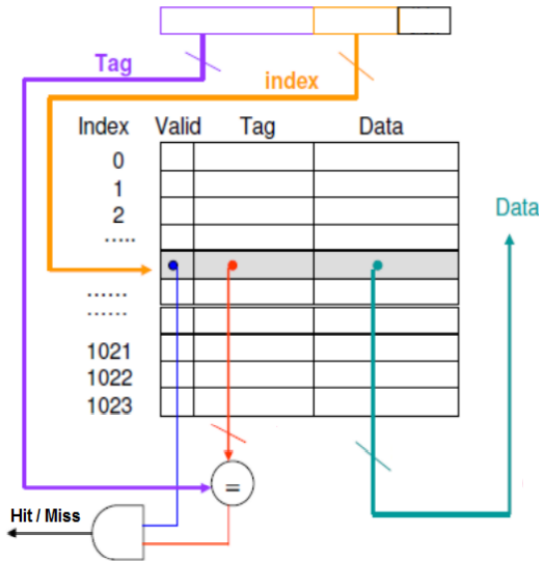 Tag
index
Index Valid Tag Data
0
1
2
.....
Data
......
......
1021
1022
1023
=
Hit / Miss